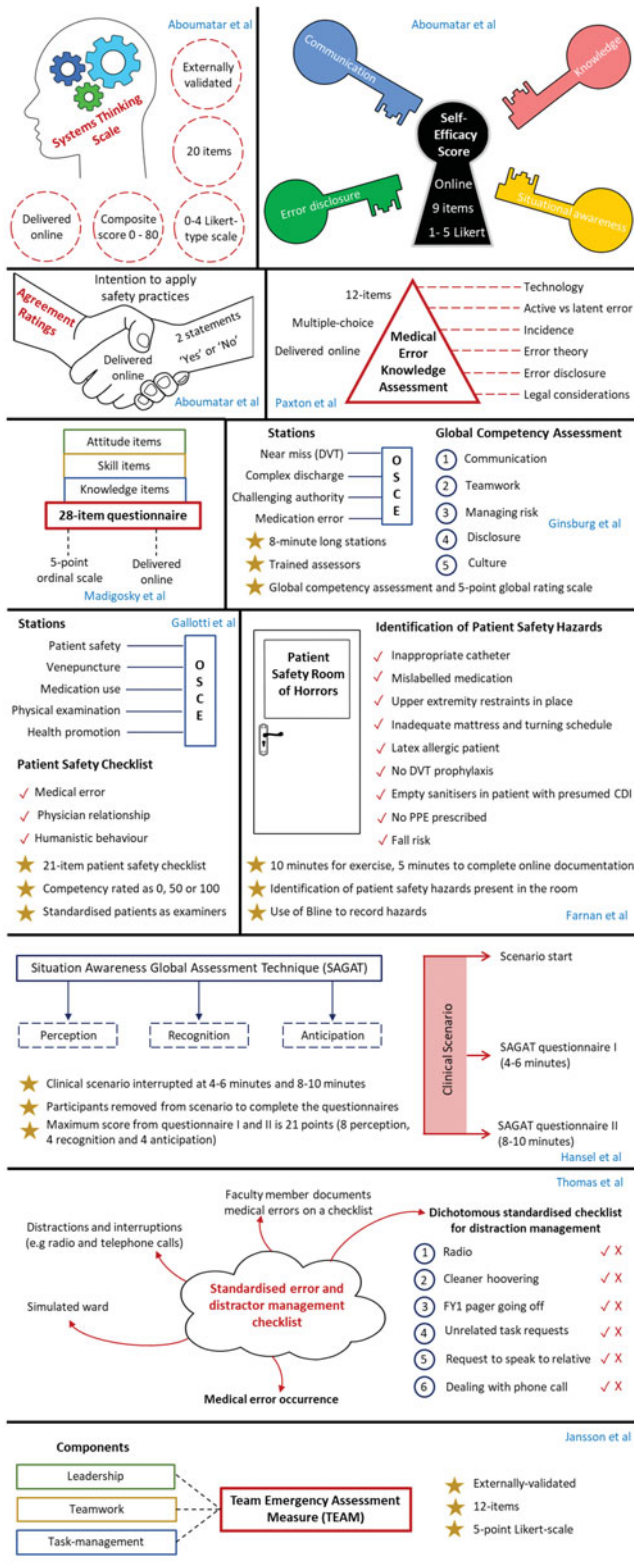 Aboumatar et al
Systems Thinking
Scale
Externally
validated
20 items
Delivered
online
Composite
score 0 - 80
0-4 Likert-
type scale
Aboumatar et al
Communication
Knowledge
Error disclosure
Situational awareness
Self-
Efficacy
Score
Online
9 items
1- 5 Likert
Intention to apply
safety practices
Agreement
Ratings
Delivered
online
2 statements
'Yes' or 'No'
Aboumatar et al
12-items
Multiple-choice
Delivered online
Medical
Error
Knowledge
Assessment
Technology
Active vs latent error
Incidence
Error theory
Error disclosure
Legal considerations
Paxton et al
Attitude items
Skill items
Knowledge items
28-item questionnaire
5-point
ordinal scale
Delivered
online
Madigosky et al
Stations
Near miss (DVT)
Complex discharge
Challenging authority
Medication error
O
S
C
E
8-minute long stations
Trained assessors
Global competency assessment and 5-point global rating scale
Global Competency Assessment
1 Communication
2 Teamwork
3 Managing risk
4 Disclosure
5 Culture
Ginsburg et al
Stations
Gallotti et al
Patient safety
Venepuncture
Medication use
Physical examination
Health promotion
O
S
C
E
Patient Safety Checklist
✓ Medical error
✓ Physician relationship
✓ Humanistic behaviour
21-item patient safety checklist
Competency rated as 0, 50 or 100
Standardised patients as examiners
Patient
Safety Room
of Horrors
Identification of Patient Safety Hazards
✓ Inappropriate catheter
✓ Mislabelled medication
✓ Upper extremity restraints in place
✓ Inadequate mattress and turning schedule
✓ Latex allergic patient
✓ No DVT prophylaxis
✓ Empty sanitisers in patient with presumed CDI
✓ No PPE prescribed
✓ Fall risk
10 minutes for exercise, 5 minutes to complete online documentation
Identification of patient safety hazards present in the room
Use of Bline to record hazards
Farnan et al
Situation Awareness Global Assessment Technique (SAGAT)
Perception
Recognition
Anticipation
Clinical scenario interrupted at 4-6 minutes and 8-10 minutes
Participants removed from scenario to complete the questionnaires
Maximum score from questionnaire I and II is 21 points (8 perception,
4 recognition and 4 anticipation)
Clinical Scenario
Scenario start
SAGAT questionnaire I
(4-6 minutes)
SAGAT questionnaire II
(8-10 minutes)
Hansel et al
Thomas et al
Faculty member documents
medical errors on a checklist
Distractions and interruptions
(e.g radio and telephone calls)
Simulated ward
Standardised error and
distractor management
checklist
Medical error occurrence
Dichotomous standardised checklist
for distraction management
1 Radio ✓ X
2 Cleaner hoovering ✓ X
3 FY1 pager going off ✓ X
4 Unrelated task requests ✓ X
5 Request to speak to relative ✓ X
6 Dealing with phone call ✓ X
Jansson et al
Components
Leadership
Teamwork
Task-management
Team Emergency Assessment
Measure (TEAM)
Externally-validated
12-items
5-point Likert-scale